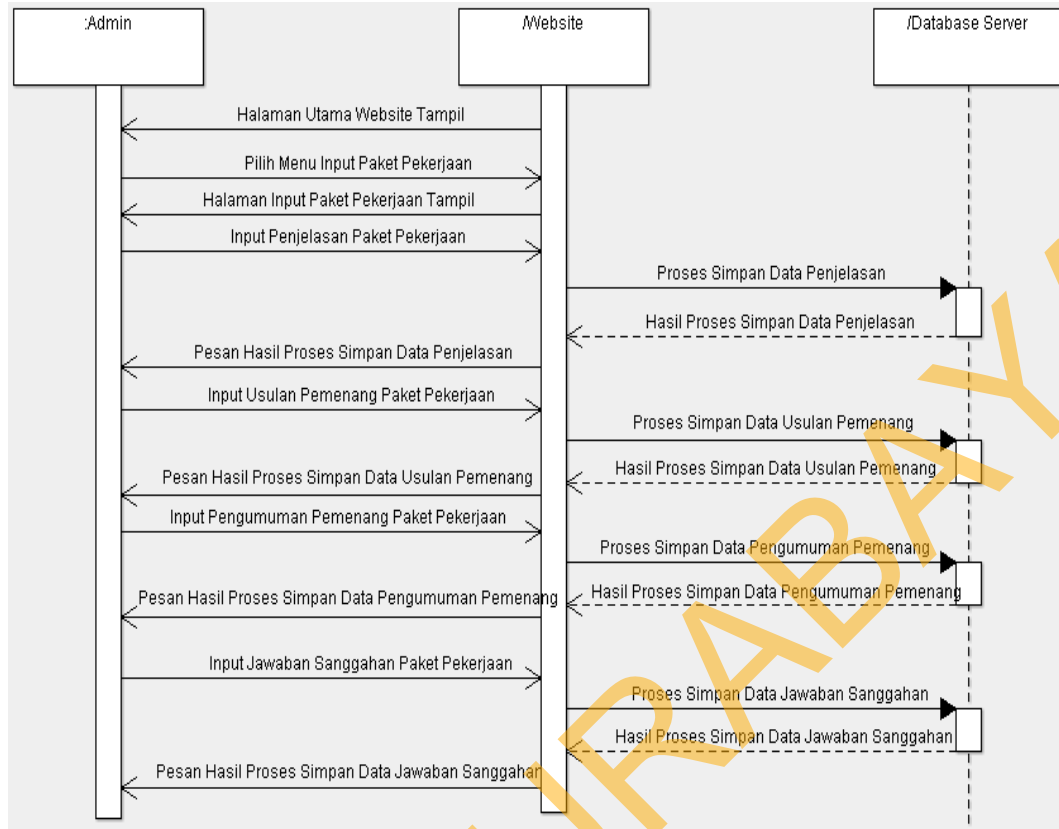 :Admin
/Website
/Database Server
Halaman Utama Website Tampil
Pilih Menu Input Paket Pekerjaan
Halaman Input Paket Pekerjaan Tampil
Input Penjelasan Paket Pekerjaan
Proses Simpan Data Penjelasan
Hasil Proses Simpan Data Penjelasan
Pesan Hasil Proses Simpan Data Penjelasan
Input Usulan Pemenang Paket Pekerjaan
Proses Simpan Data Usulan Pemenang
Hasil Proses Simpan Data Usulan Pemenang
Pesan Hasil Proses Simpan Data Usulan Pemenang
Input Pengumuman Pemenang Paket Pekerjaan
Proses Simpan Data Pengumuman Pemenang
Hasil Proses Simpan Data Pengumuman Pemenang
Pesan Hasil Proses Simpan Data Pengumuman Pemenang
Input Jawaban Sanggahan Paket Pekerjaan
Proses Simpan Data Jawaban Sanggahan
Hasil Proses Simpan Data Jawaban Sanggahan
Pesan Hasil Proses Simpan Data Jawaban Sanggahan